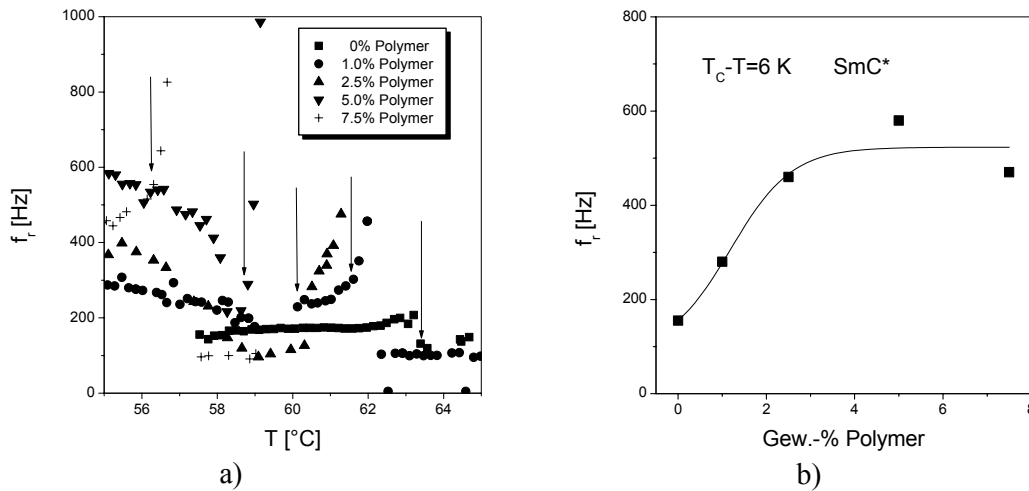 1000
800
600
400
200
0
f_r [Hz]
0% Polymer
1.0% Polymer
2.5% Polymer
5.0% Polymer
7.5% Polymer
56 58 60 62 64
T [°C]
a)
800
600
400
200
0
f_r [Hz]
T_C-T=6 K SmC*
0 2 4 6 8
Gew.-% Polymer
b)